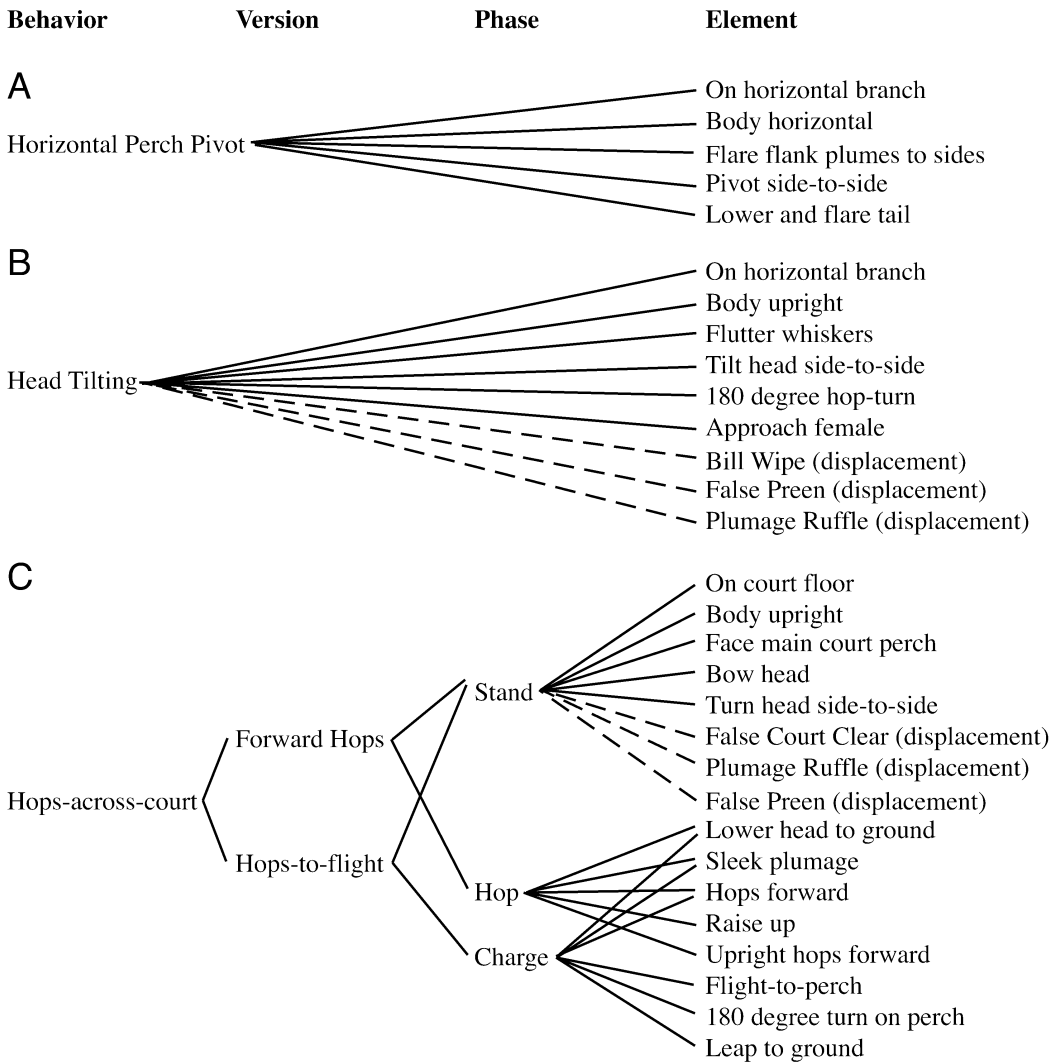 Behavior Version Phase Element
A
On horizontal branch
Body horizontal
Horizontal Perch Pivot
Flare flank plumes to sides
Pivot side-to-side
Lower and flare tail
B
On horizontal branch
Body upright
Flutter whiskers
Tilt head side-to-side
Head Tilting
180 degree hop-turn
Approach female
Bill Wipe (displacement)
False Preen (displacement)
Plumage Ruffle (displacement)
C
On court floor
Body upright
Face main court perch
Bow head
Stand
Turn head side-to-side
False Court Clear (displacement)
Forward Hops
Plumage Ruffle (displacement)
Hops-across-court
False Preen (displacement)
Lower head to ground
Hops-to-flight
Sleek plumage
Hop
Hops forward
Raise up
Upright hops forward
Charge
Flight-to-perch
180 degree turn on perch
Leap to ground